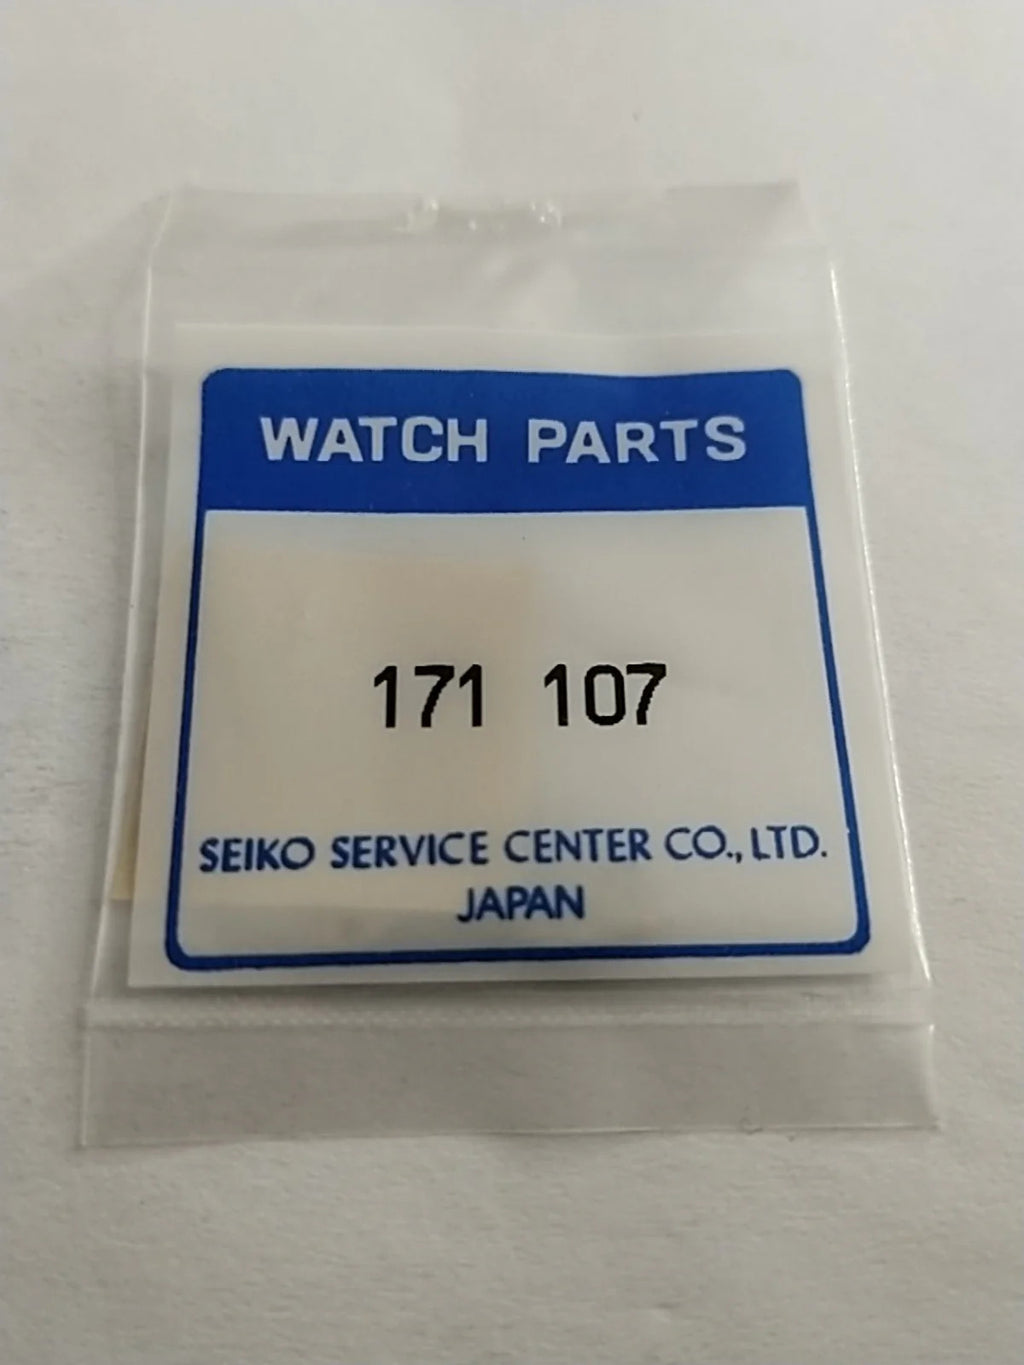 WATCH PARTS
171 107
SEIKO SERVICE CENTER CO., LTD.
JAPAN